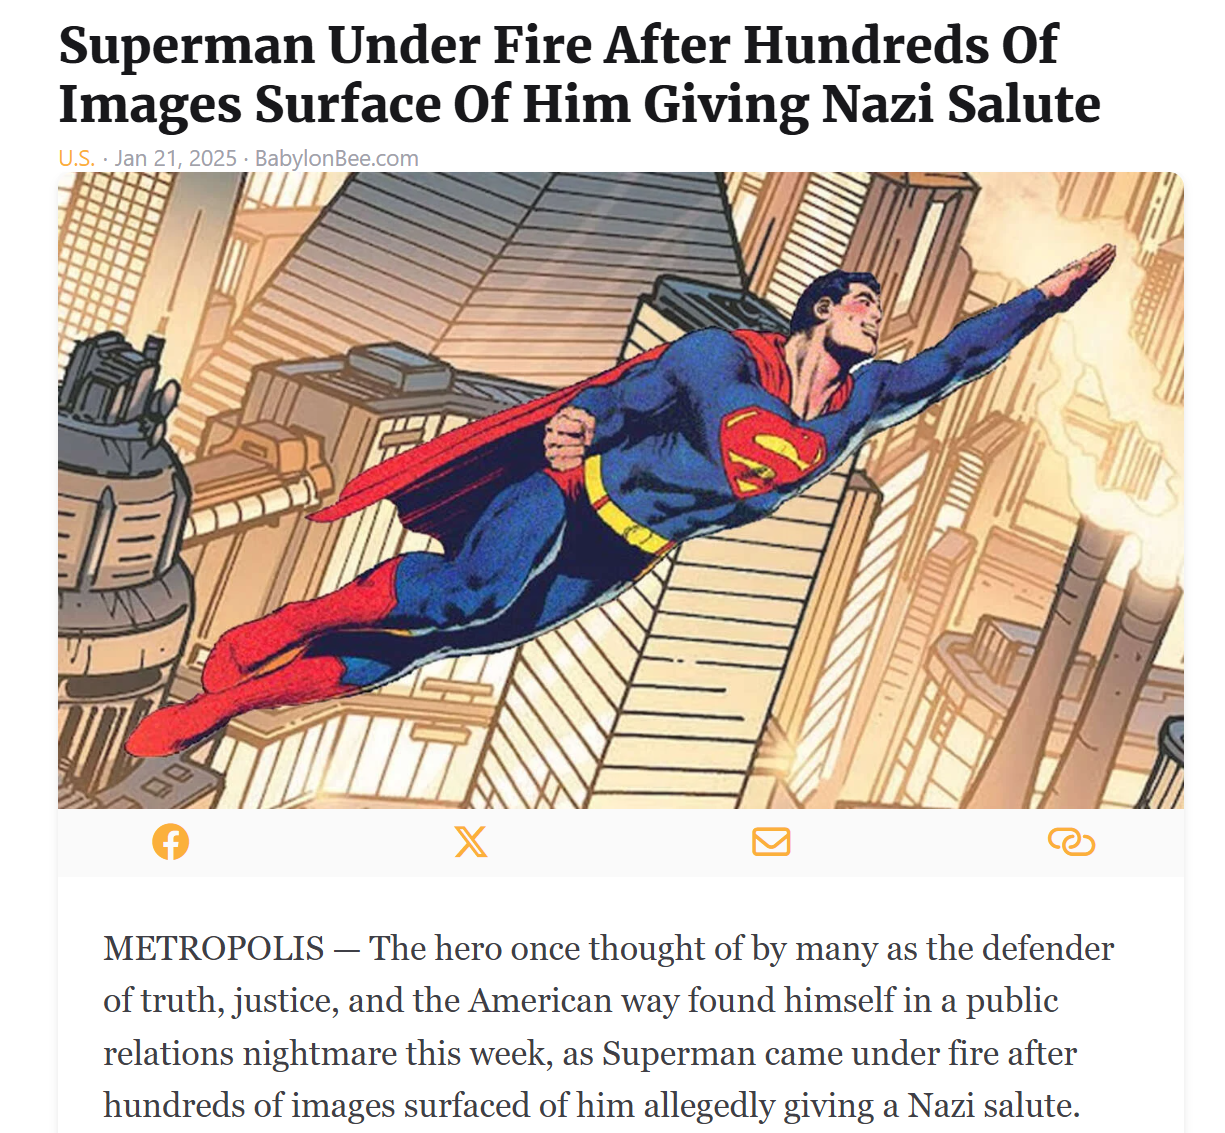 Superman Under Fire After Hundreds Of
Images Surface Of Him Giving Nazi Salute
U.S. · Jan 21, 2025 · BabylonBee.com
S
METROPOLIS — The hero once thought of by many as the defender
of truth, justice, and the American way found himself in a public
relations nightmare this week, as Superman came under fire after
hundreds of images surfaced of him allegedly giving a Nazi salute.